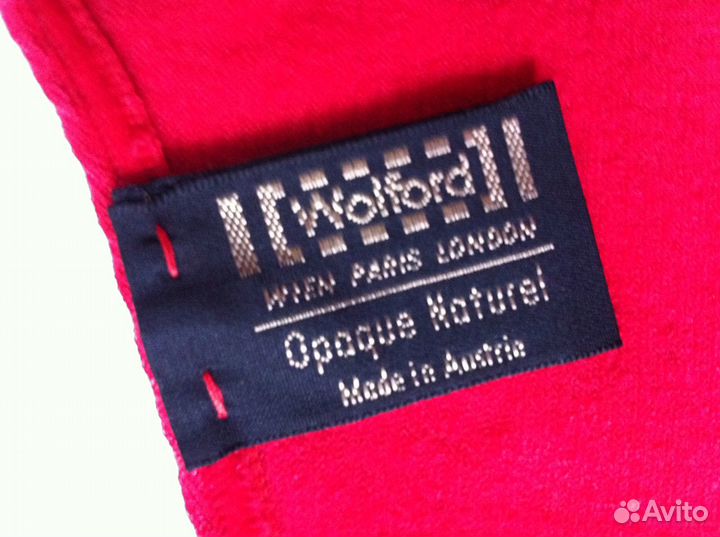 Wolford
WIEN PARIS LONDON
Opaque Naturel
Made in Austria
Avito